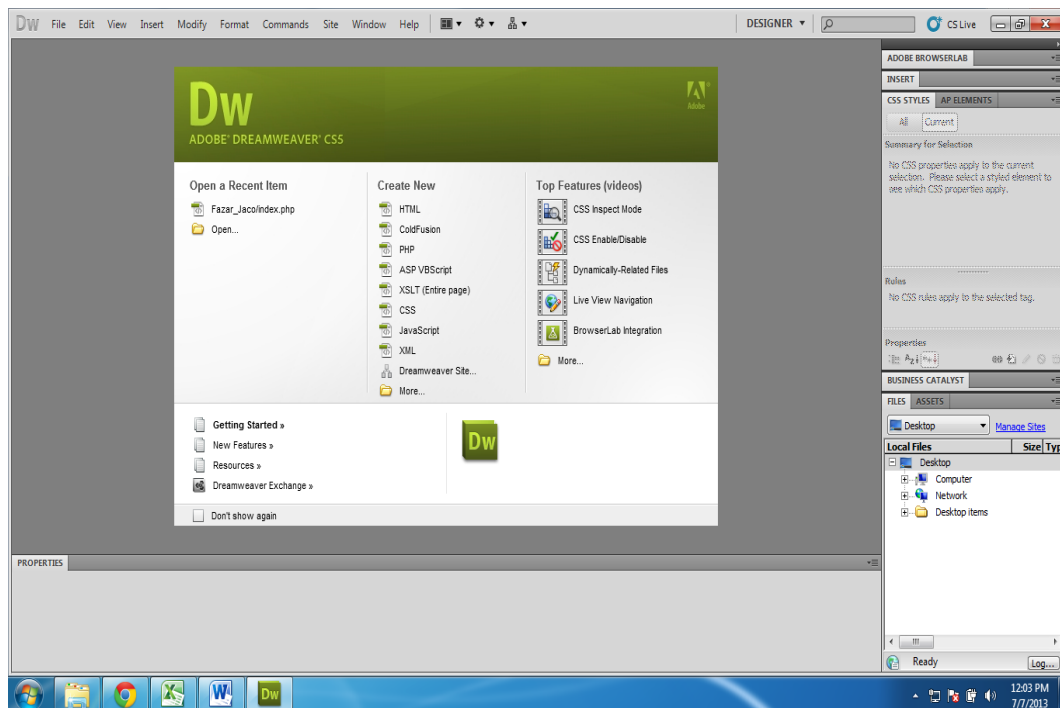 Dw File Edit View Insert Modify Format Commands Site Window Help DESIGNER CS Live
ADOBE BROWSERLAB
INSERT
CSS STYLES AP ELEMENTS
All Current
Summary for Selection
No CSS properties apply to the current
selection. Please select a styled element to
see which CSS properties apply.
Rules
No CSS rules apply to the selected tag.
Properties
BUSINESS CATALYST
FILES ASSETS
Desktop Manage Sites
Local Files Size Typ
Desktop
Computer
Network
Desktop items
Ready Log...
Dw
ADOBE® DREAMWEAVER® CS5
Adobe
Open a Recent Item
Fazar_Jaco/index.php
Open...
Create New
HTML
ColdFusion
PHP
ASP VBScript
XSLT (Entire page)
CSS
JavaScript
XML
Dreamweaver Site...
More...
Top Features (videos)
CSS Inspect Mode
CSS Enable/Disable
Dynamically-Related Files
Live View Navigation
BrowserLab Integration
More...
Getting Started »
New Features »
Resources »
Dreamweaver Exchange »
Dw
Don't show again
PROPERTIES
Dw
12:03 PM
7/7/2013